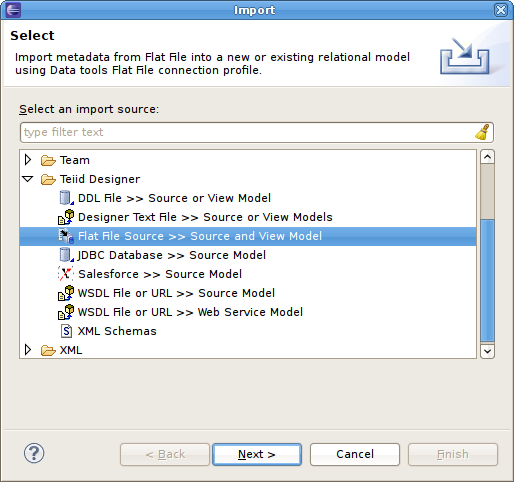 Import
Select
Import metadata from Flat File into a new or existing relational model
using Data tools Flat File connection profile.
Select an import source:
type filter text
Team
Teiid Designer
DDL File >> Source or View Model
Designer Text File >> Source or View Models
Flat File Source >> Source and View Model
JDBC Database >> Source Model
Salesforce >> Source Model
WSDL File or URL >> Source Model
WSDL File or URL >> Web Service Model
XML Schemas
XML
< Back
Next >
Cancel
Finish